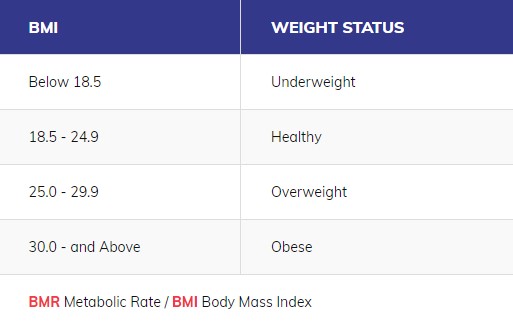 BMI WEIGHT STATUS
Below 18.5 Underweight
18.5 - 24.9 Healthy
25.0 - 29.9 Overweight
30.0 - and Above Obese
BMR Metabolic Rate / BMI Body Mass Index